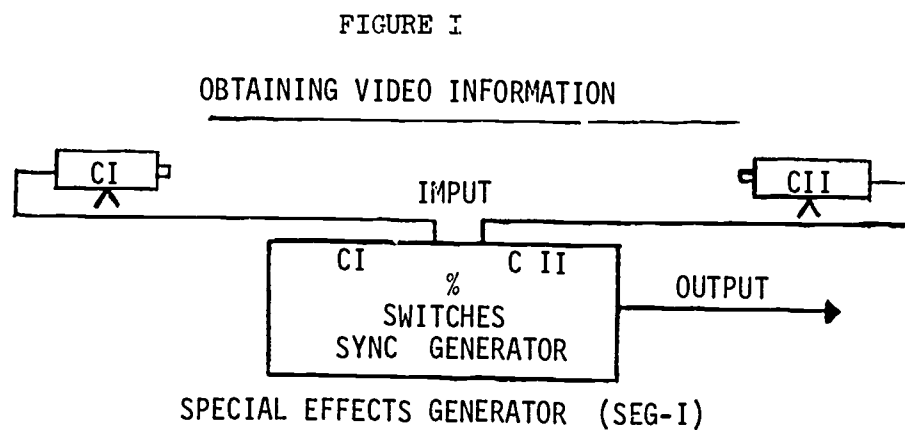 FIGURE I
OBTAINING VIDEO INFORMATION
CI
CII
IMPUT
CI C II
%
SWITCHES
OUTPUT
SYNC GENERATOR
SPECIAL EFFECTS GENERATOR (SEG-I)